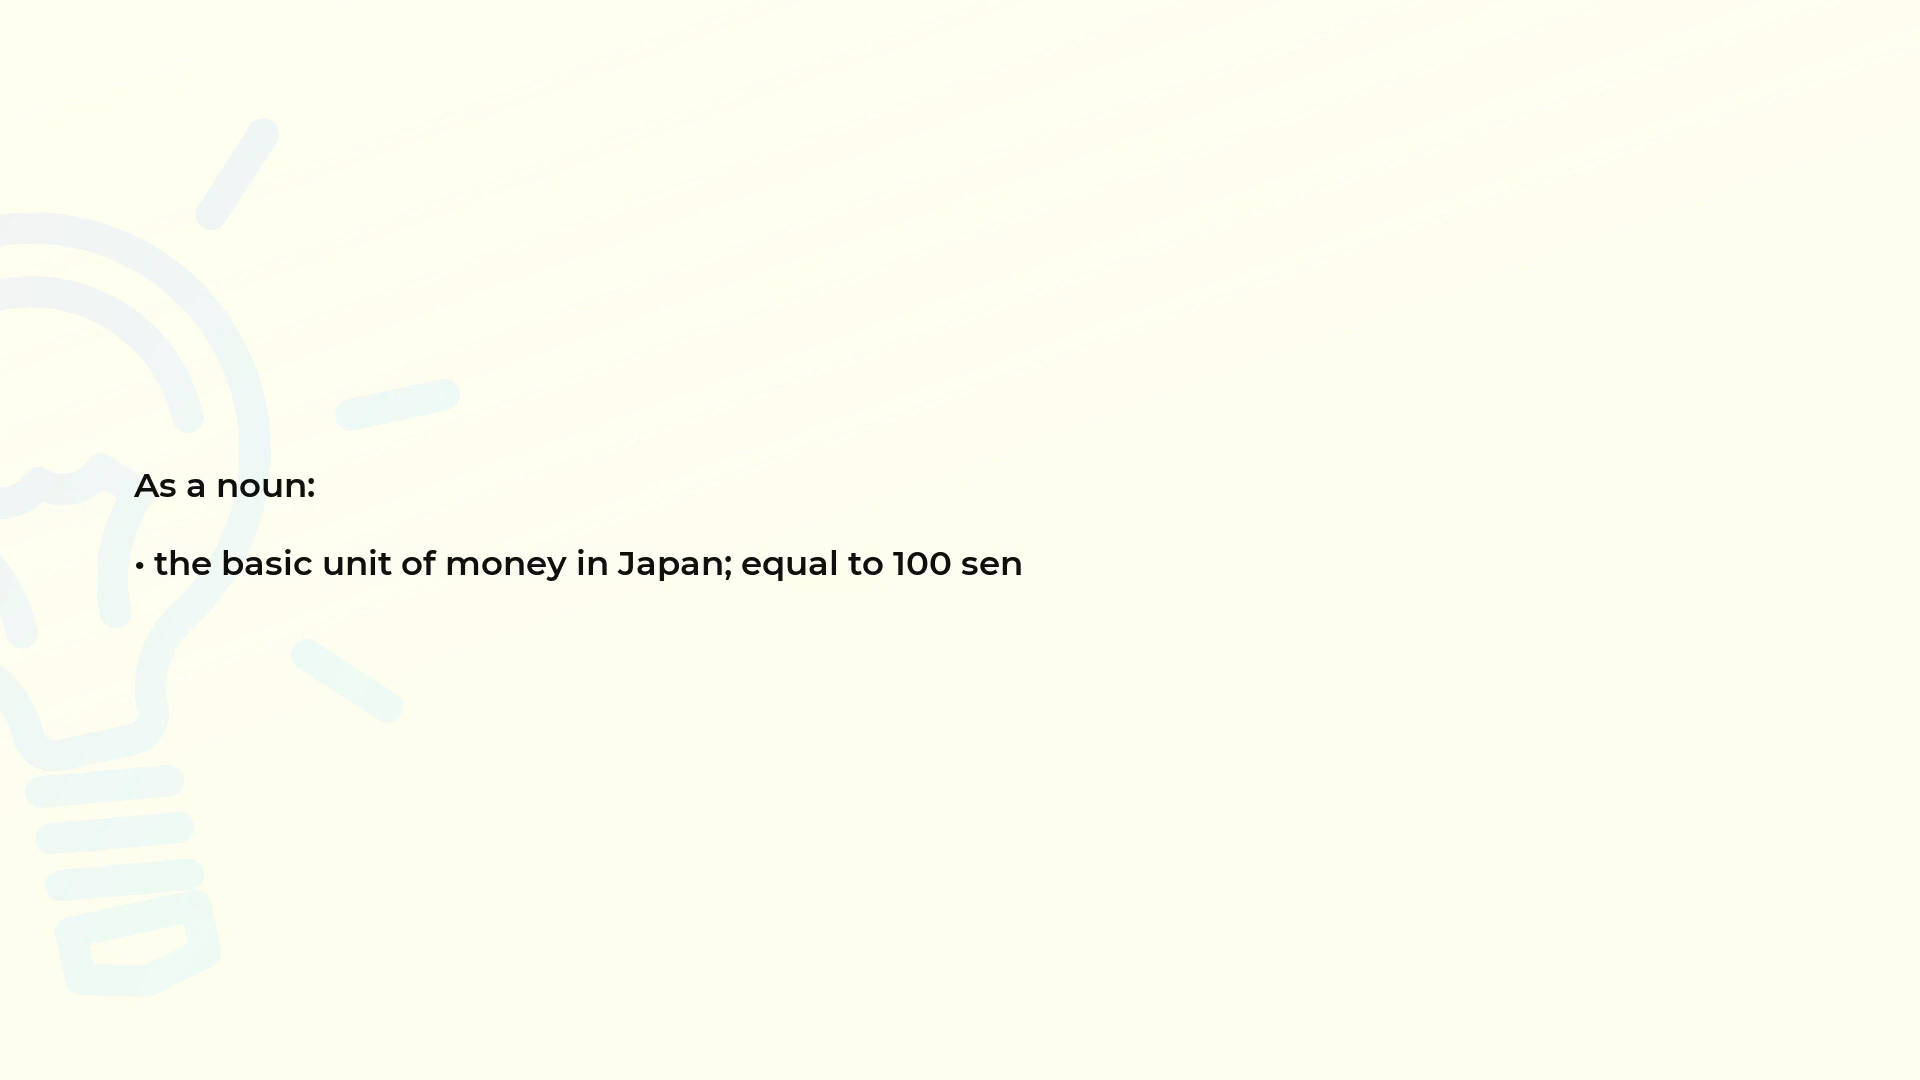 As a noun:
• the basic unit of money in Japan; equal to 100 sen